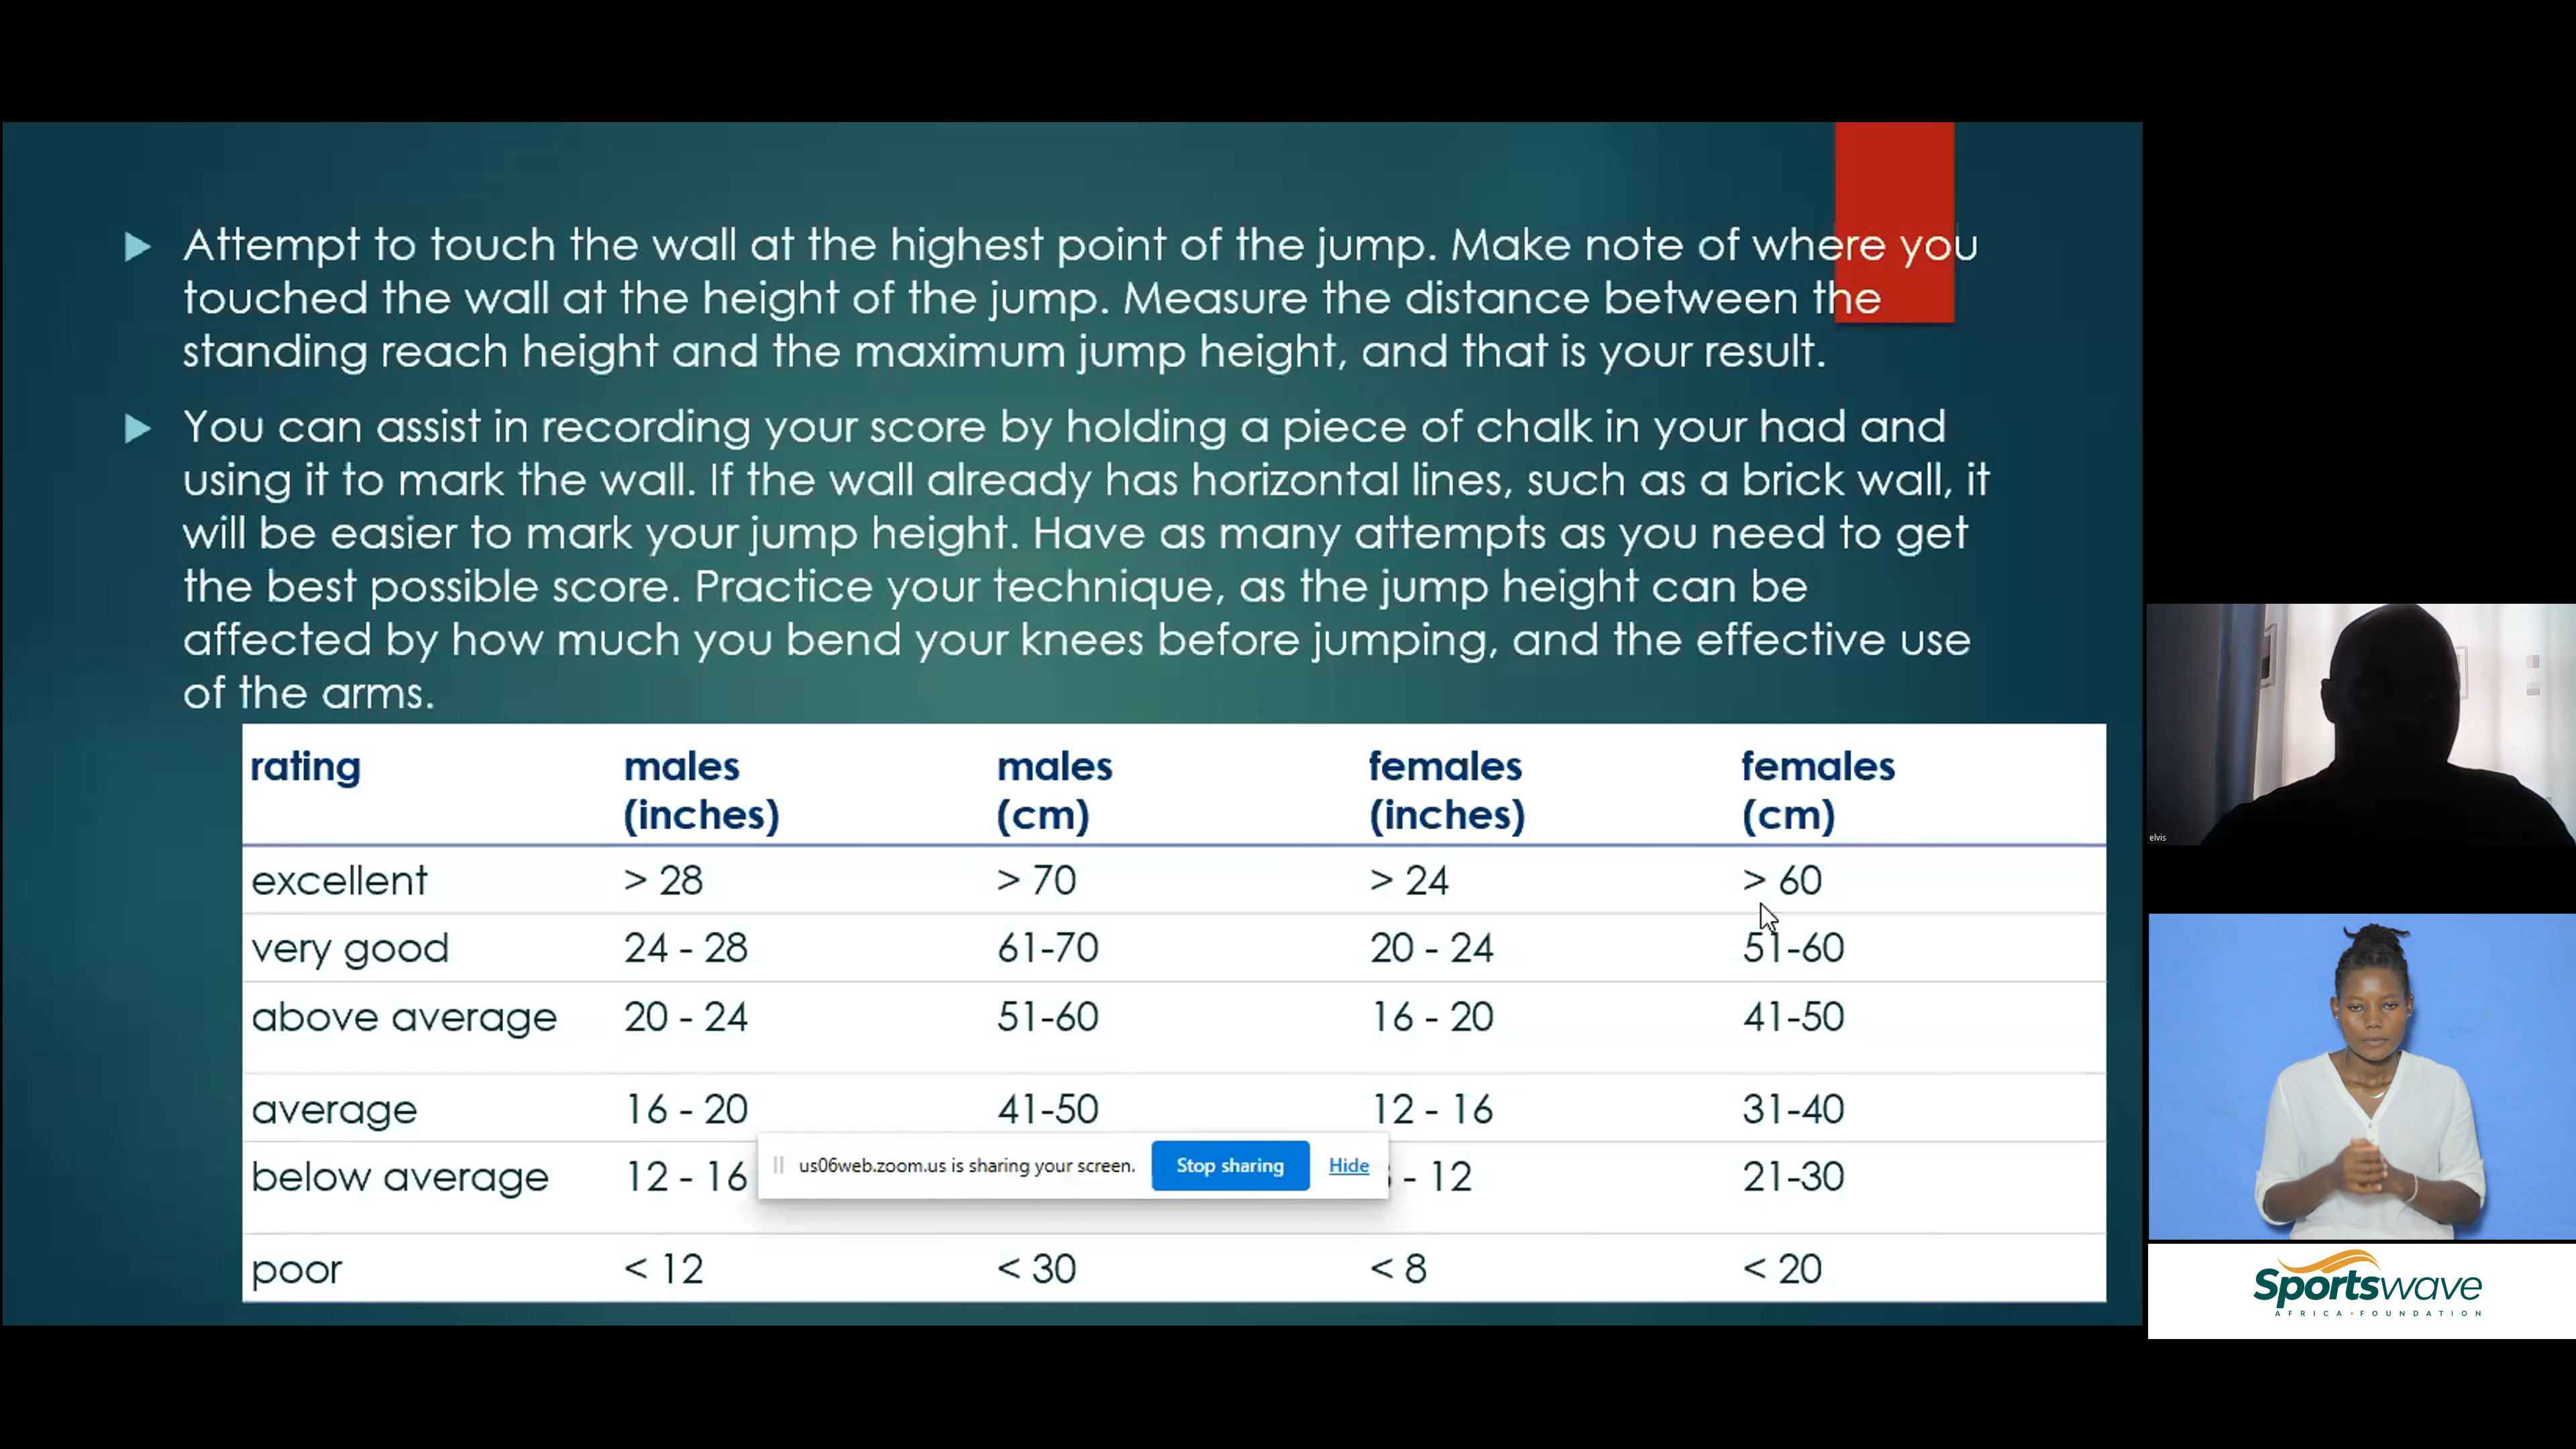 Attempt to touch the wall at the highest point of the jump. Make note of where you
touched the wall at the height of the jump. Measure the distance between the
standing reach height and the maximum jump height, and that is your result.
You can assist in recording your score by holding a piece of chalk in your had and
using it to mark the wall. If the wall already has horizontal lines, such as a brick wall, it
will be easier to mark your jump height. Have as many attempts as you need to get
the best possible score. Practice your technique, as the jump height can be
affected by how much you bend your knees before jumping, and the effective use
of the arms.
rating males (inches) males (cm) females (inches) females (cm)
excellent > 28 > 70 > 24 > 60
very good 24 - 28 61-70 20 - 24 51-60
above average 20 - 24 51-60 16 - 20 41-50
average 16 - 20 41-50 12 - 16 31-40
us06web.zoom.us is sharing your screen. Stop sharing Hide
below average 12 - 16 - 12 21-30
poor < 12 < 30 < 8 < 20
elvis
Sportswave
AFRICA • FOUNDATION